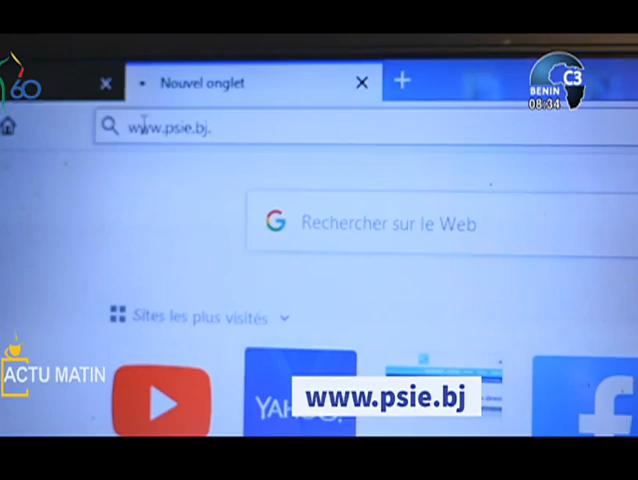 60
Nouvel onglet
C3
BENIN
08:34
www.psie.bj.
Rechercher sur le Web
Sites les plus visités
ACTU MATIN
YAHOO!
www.psie.bj